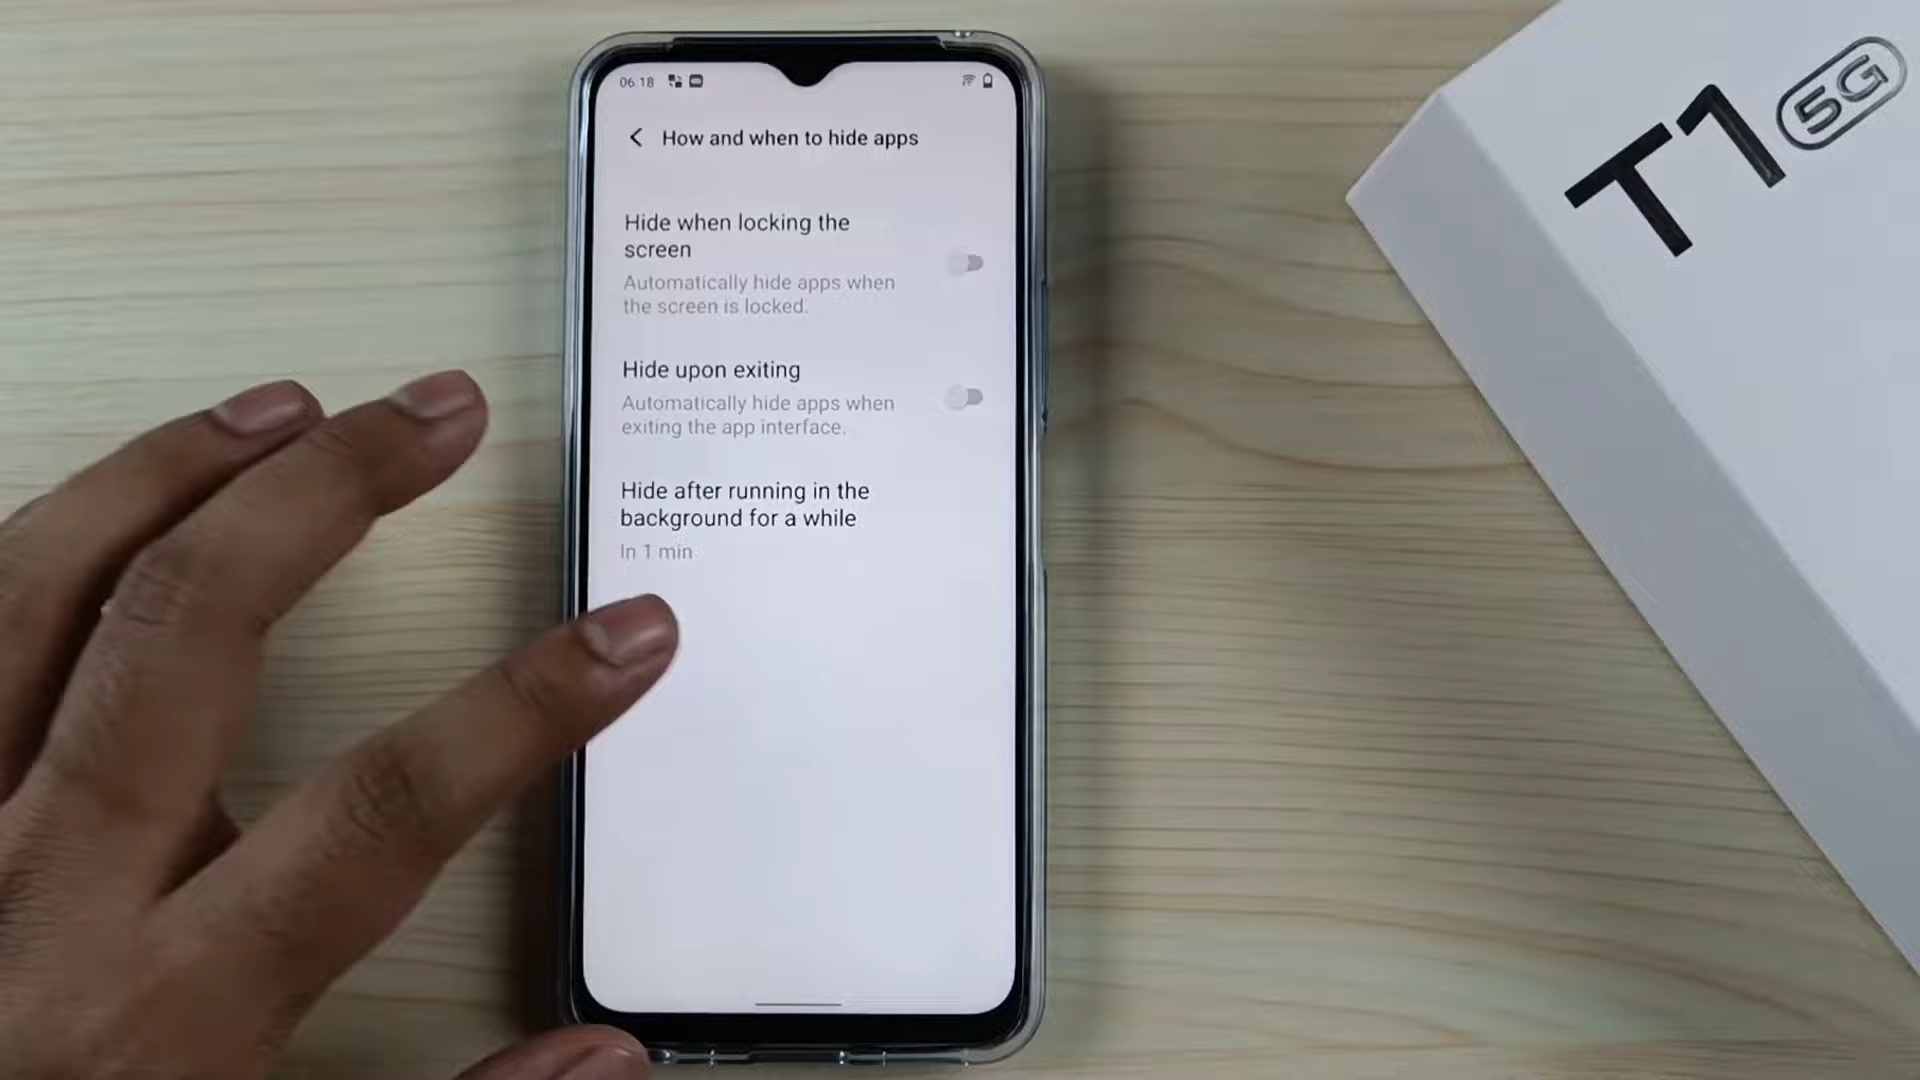 06.18
How and when to hide apps
Hide when locking the
screen
Automatically hide apps when
the screen is locked.
Hide upon exiting
Automatically hide apps when
exiting the app interface.
Hide after running in the
background for a while
In 1 min
T1 5G